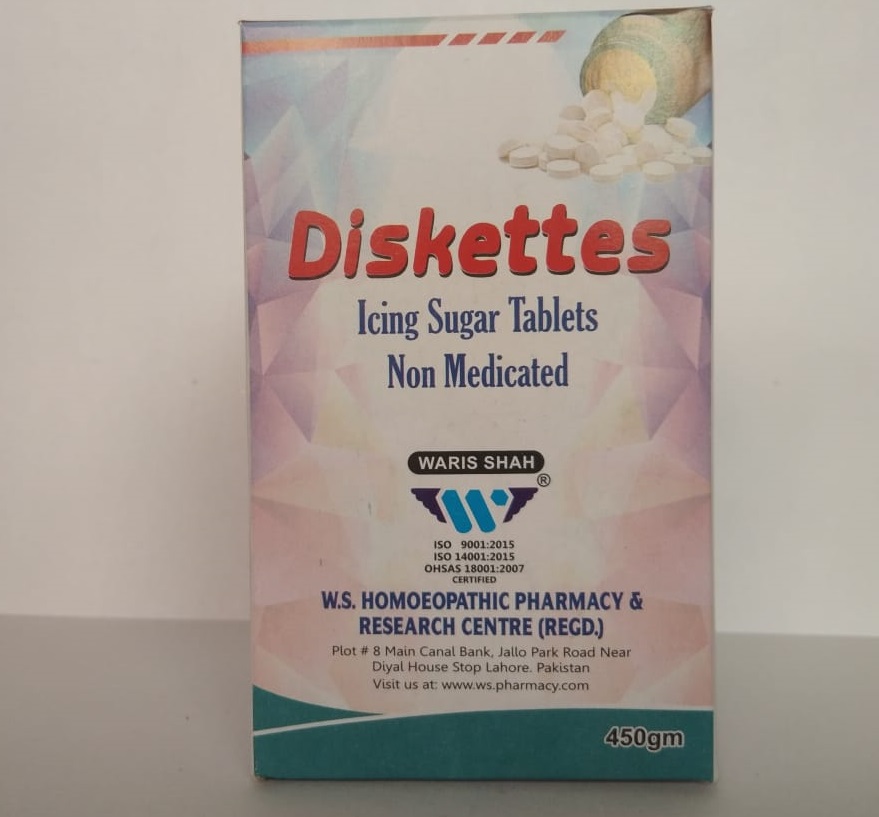 Diskettes
Icing Sugar Tablets
Non Medicated
WARIS SHAH
W®
ISO 9001:2015
ISO 14001:2015
OHSAS 18001:2007
CERTIFIED
W.S. HOMOEOPATHIC PHARMACY &
RESEARCH CENTRE (REGD.)
Plot # 8 Main Canal Bank, Jallo Park Road Near
Diyal House Stop Lahore. Pakistan
Visit us at: www.ws.pharmacy.com
450gm